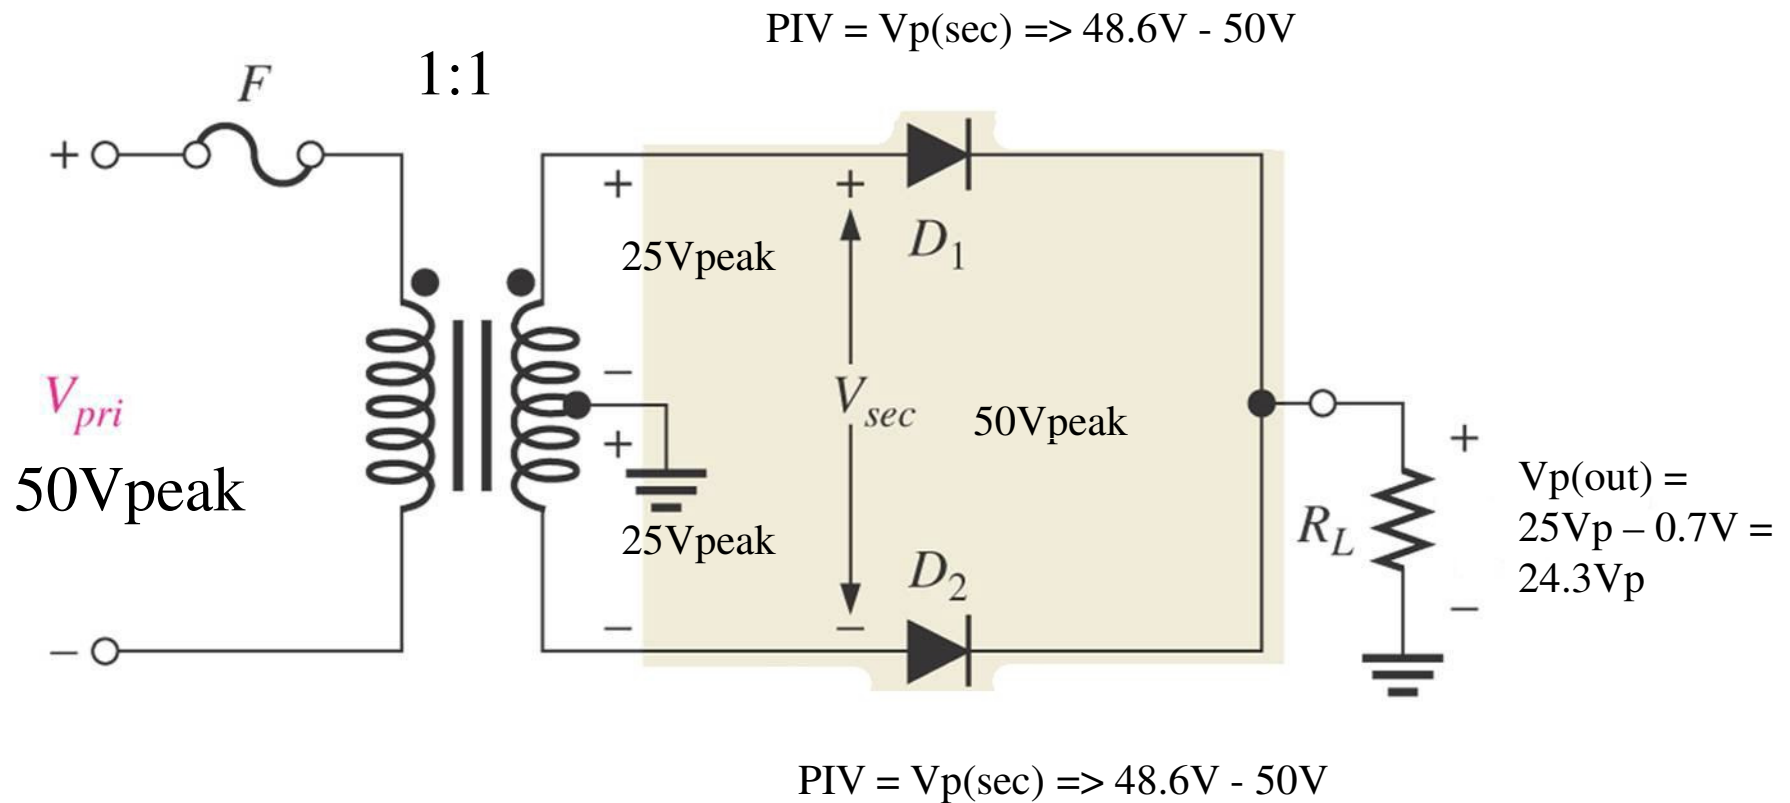 PIV = Vp(sec) => 48.6V - 50V
F
1:1
+
+
+
D1
25Vpeak
Vpri
50Vpeak
–
+
Vsec
50Vpeak
+
Vp(out) =
25Vp – 0.7V =
24.3Vp
RL
25Vpeak
D2
–
–
–
–
PIV = Vp(sec) => 48.6V - 50V